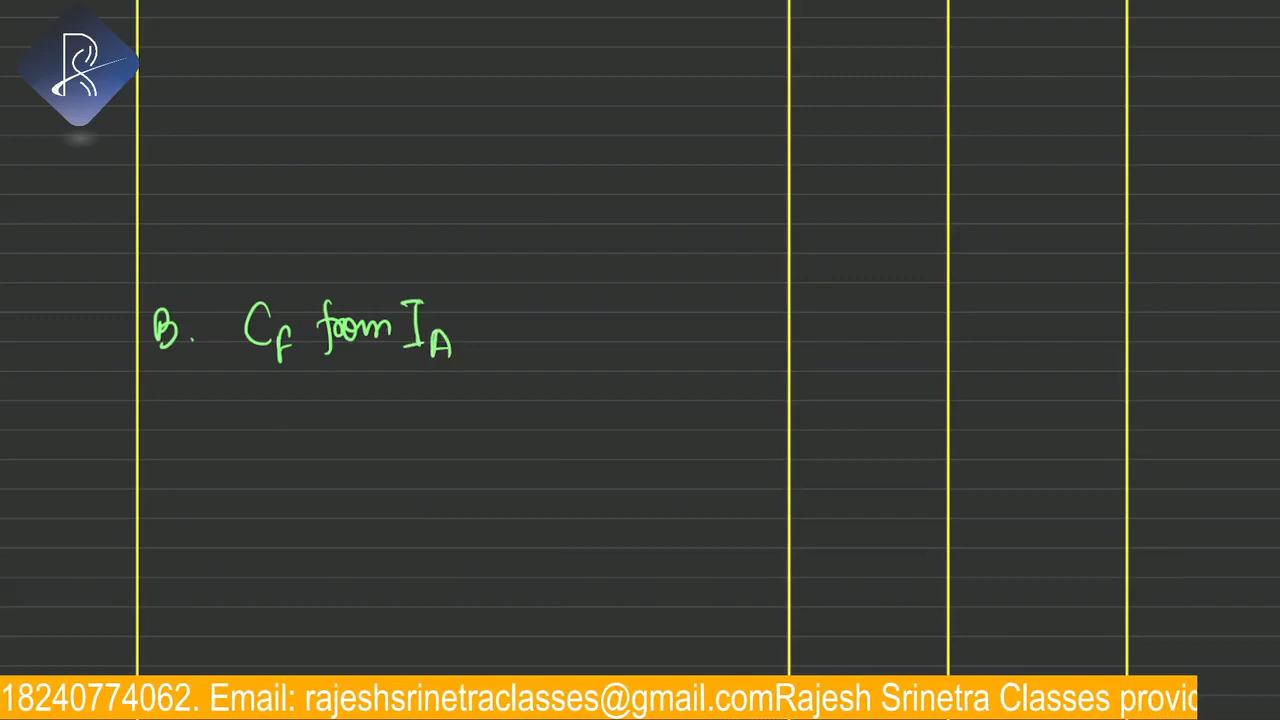 B. Cf from IA
18240774062. Email: rajeshsrinetraclasses@gmail.comRajesh Srinetra Classes provic